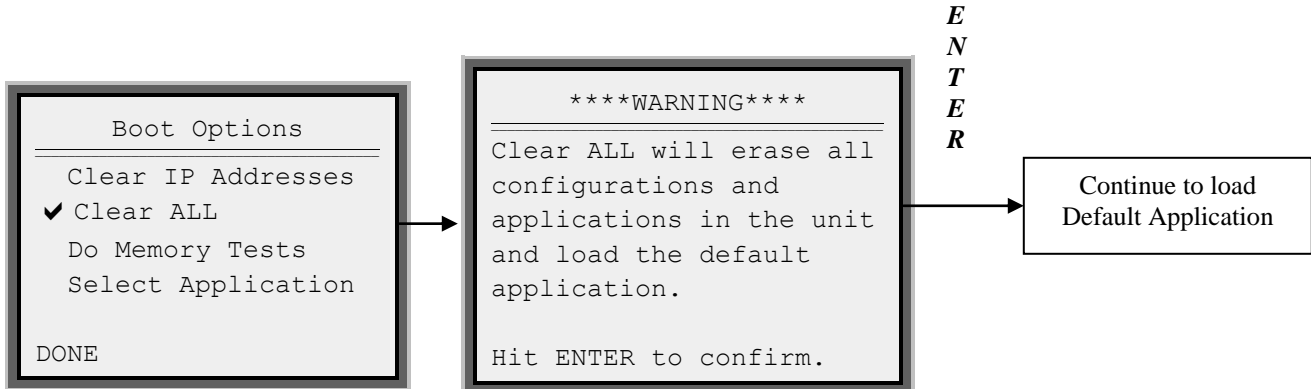 Boot Options
Clear IP Addresses
✔ Clear ALL
Do Memory Tests
Select Application
DONE
****WARNING****
Clear ALL will erase all
configurations and
applications in the unit
and load the default
application.
Hit ENTER to confirm.
E
N
T
E
R
Continue to load
Default Application